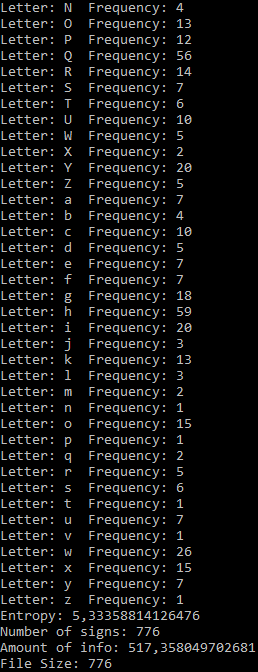 Letter: N  Frequency: 4
Letter: O  Frequency: 13
Letter: P  Frequency: 12
Letter: Q  Frequency: 56
Letter: R  Frequency: 14
Letter: S  Frequency: 7
Letter: T  Frequency: 6
Letter: U  Frequency: 10
Letter: W  Frequency: 5
Letter: X  Frequency: 2
Letter: Y  Frequency: 20
Letter: Z  Frequency: 5
Letter: a  Frequency: 7
Letter: b  Frequency: 4
Letter: c  Frequency: 10
Letter: d  Frequency: 5
Letter: e  Frequency: 7
Letter: f  Frequency: 7
Letter: g  Frequency: 18
Letter: h  Frequency: 59
Letter: i  Frequency: 20
Letter: j  Frequency: 3
Letter: k  Frequency: 13
Letter: l  Frequency: 3
Letter: m  Frequency: 2
Letter: n  Frequency: 1
Letter: o  Frequency: 15
Letter: p  Frequency: 1
Letter: q  Frequency: 2
Letter: r  Frequency: 5
Letter: s  Frequency: 6
Letter: t  Frequency: 1
Letter: u  Frequency: 7
Letter: v  Frequency: 1
Letter: w  Frequency: 26
Letter: x  Frequency: 15
Letter: y  Frequency: 7
Letter: z  Frequency: 1
Entropy: 5,33358814126476
Number of signs: 776
Amount of info: 517,358049702681
File Size: 776